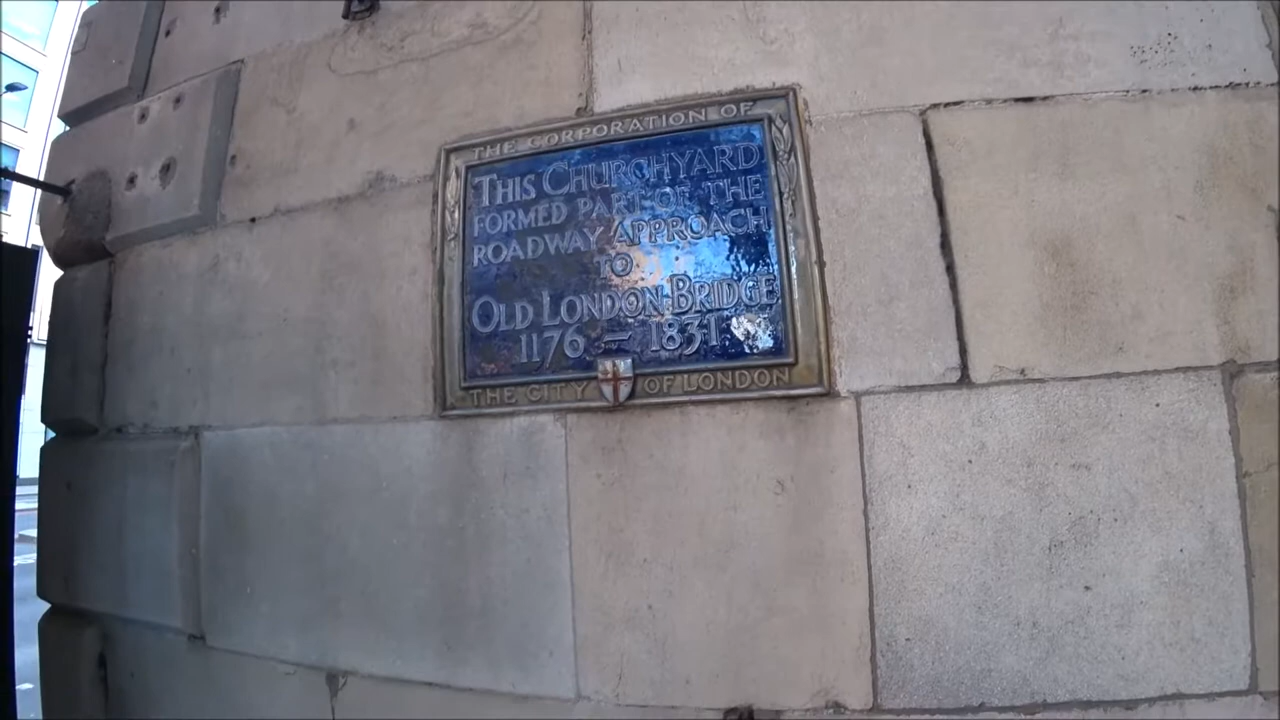 THE CORPORATION OF
THIS CHURCHYARD
FORMED PART OF THE
ROADWAY APPROACH
TO
OLD LONDON BRIDGE
1176 — 1831
THE CITY OF LONDON